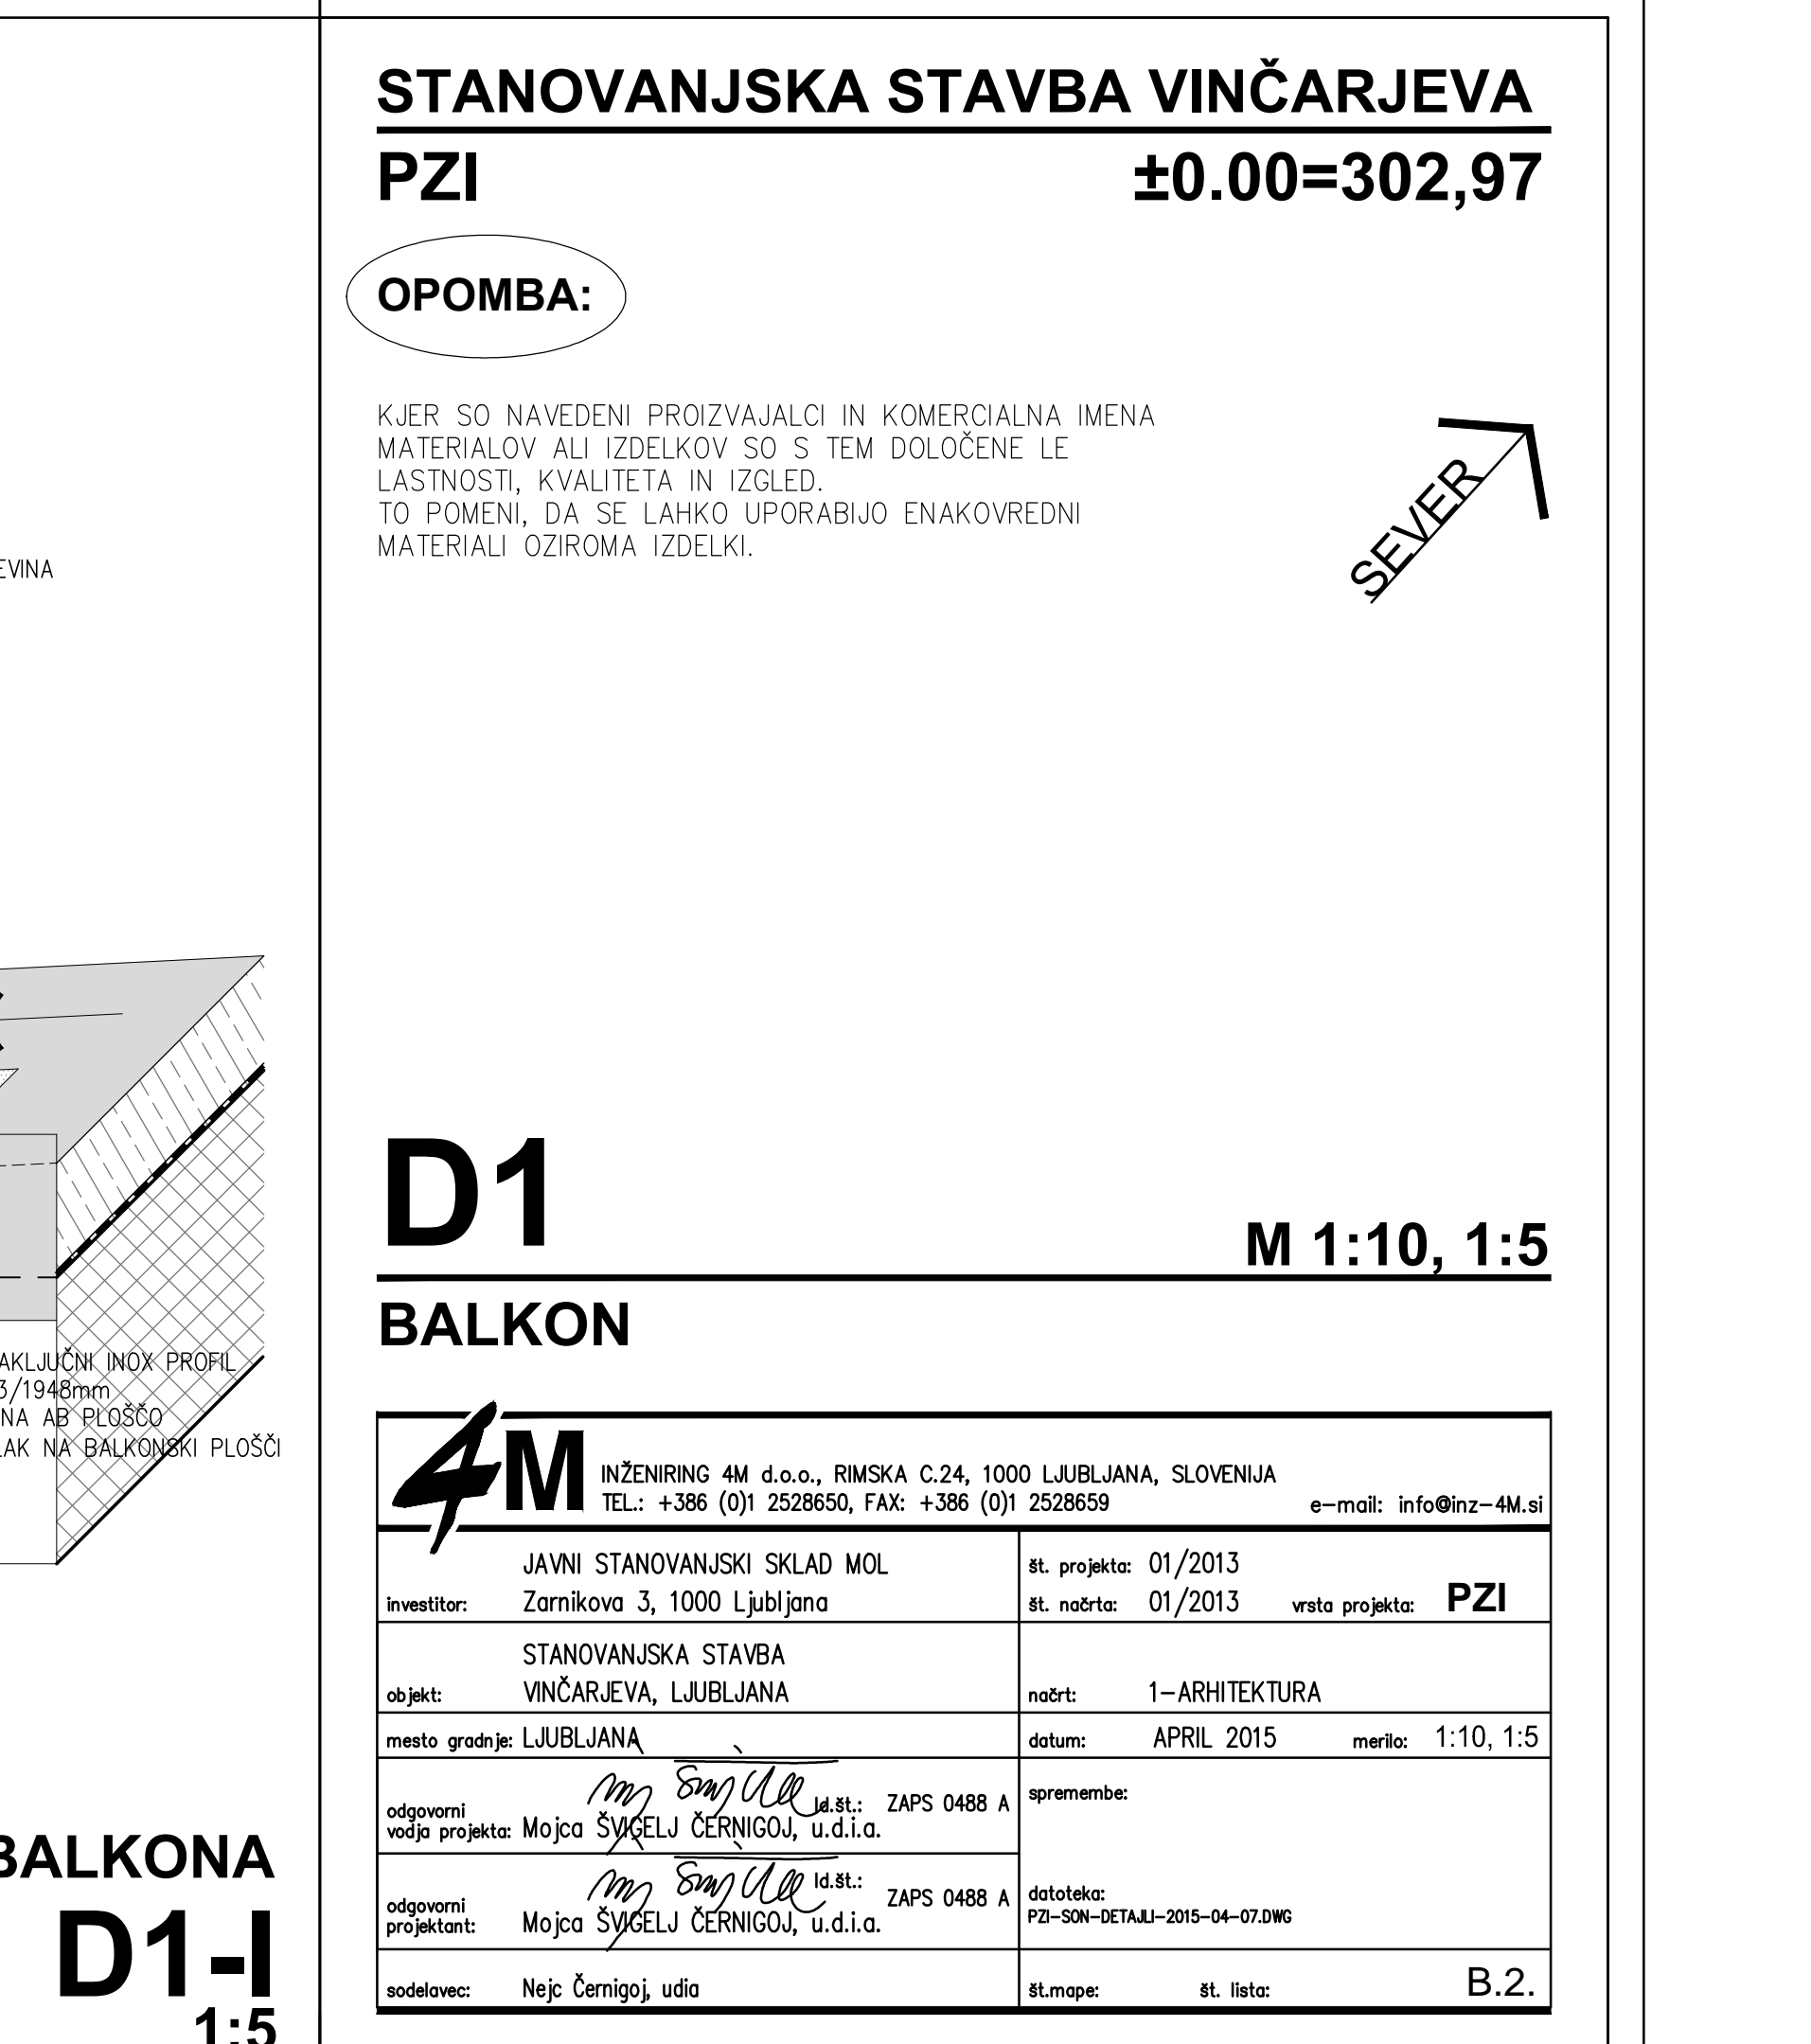 STANOVANJSKA STAVBA VINČARJEVA
PZI ±0.00=302,97
OPOMBA:
KJER SO NAVEDENI PROIZVAJALCI IN KOMERCIALNA IMENA
MATERIALOV ALI IZDELKOV SO S TEM DOLOČENE LE
LASTNOSTI, KVALITETA IN IZGLED.
TO POMENI, DA SE LAHKO UPORABIJO ENAKOVREDNI
MATERIALI OZIROMA IZDELKI.
SEVER
EVINA
AKLJUČNI INOX PROFIL
3/1948mm
NA AB PLOŠČO
LAK NA BALKONSKI PLOŠČI
BALKONA
D1-I
1:5
D1
M 1:10, 1:5
BALKON
4M
INŽENIRING 4M d.o.o., RIMSKA C.24, 1000 LJUBLJANA, SLOVENIJA
TEL.: +386 (0)1 2528650, FAX: +386 (0)1 2528659 e-mail: info@inz-4M.si
JAVNI STANOVANJSKI SKLAD MOL
investitor: Zarnikova 3, 1000 Ljubljana
št. projekta: 01/2013
št. načrta: 01/2013 vrsta projekta: PZI
STANOVANJSKA STAVBA
objekt: VINČARJEVA, LJUBLJANA
načrt: 1-ARHITEKTURA
mesto gradnje: LJUBLJANA
datum: APRIL 2015 merilo: 1:10, 1:5
odgovorni Id.št.: ZAPS 0488 A
vodja projekta: Mojca ŠVIGELJ ČERNIGOJ, u.d.i.a.
spremembe:
odgovorni Id.št.: ZAPS 0488 A
projektant: Mojca ŠVIGELJ ČERNIGOJ, u.d.i.a.
datoteka:
PZI-SON-DETAJLI-2015-04-07.DWG
sodelavec: Nejc Černigoj, udia
št.mape: št. lista: B.2.